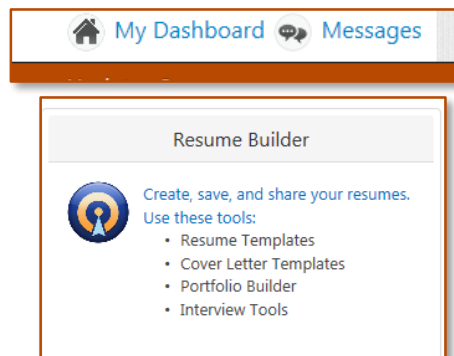 My Dashboard Messages
Resume Builder
Create, save, and share your resumes.
Use these tools:
• Resume Templates
• Cover Letter Templates
• Portfolio Builder
• Interview Tools